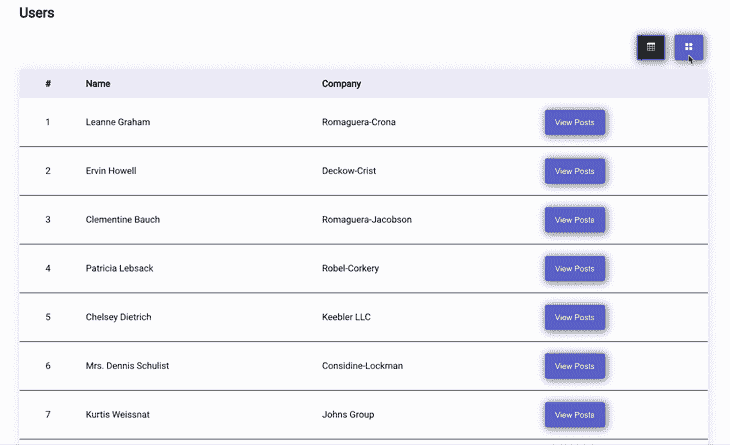 Users
# Name Company
1 Leanne Graham Romaguera-Crona View Posts
2 Ervin Howell Deckow-Crist View Posts
3 Clementine Bauch Romaguera-Jacobson View Posts
4 Patricia Lebsack Robel-Corkery View Posts
5 Chelsey Dietrich Keebler LLC View Posts
6 Mrs. Dennis Schulist Considine-Lockman View Posts
7 Kurtis Weissnat Johns Group View Posts